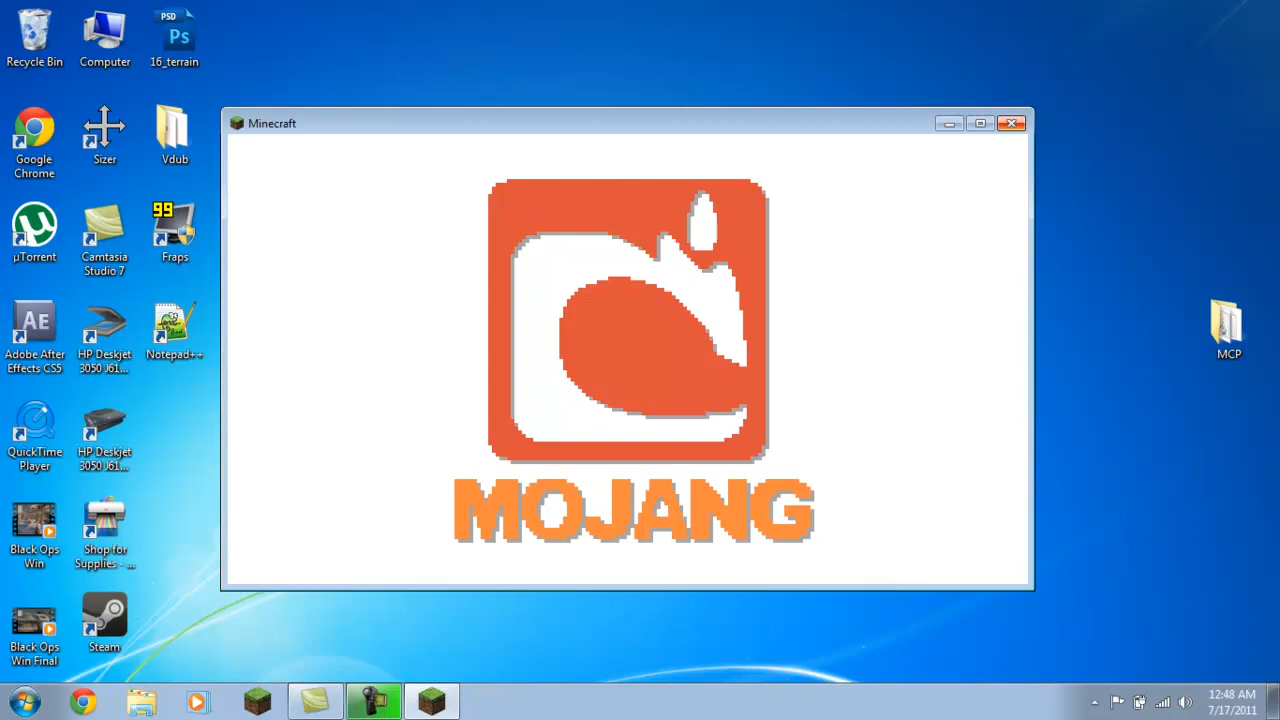 PSD
Ps
Recycle Bin
Computer
16_terrain
Minecraft
Google
Chrome
Sizer
Vdub
99
µTorrent
Camtasia
Studio 7
Fraps
AE
Adobe After
Effects CS5
HP Deskjet
3050 J61...
Notepad++
MCP
QuickTime
Player
HP Deskjet
3050 J61...
MOJANG
Black Ops
Win
Shop for
Supplies - ...
Black Ops
Win Final
Steam
12:48 AM
7/17/2011